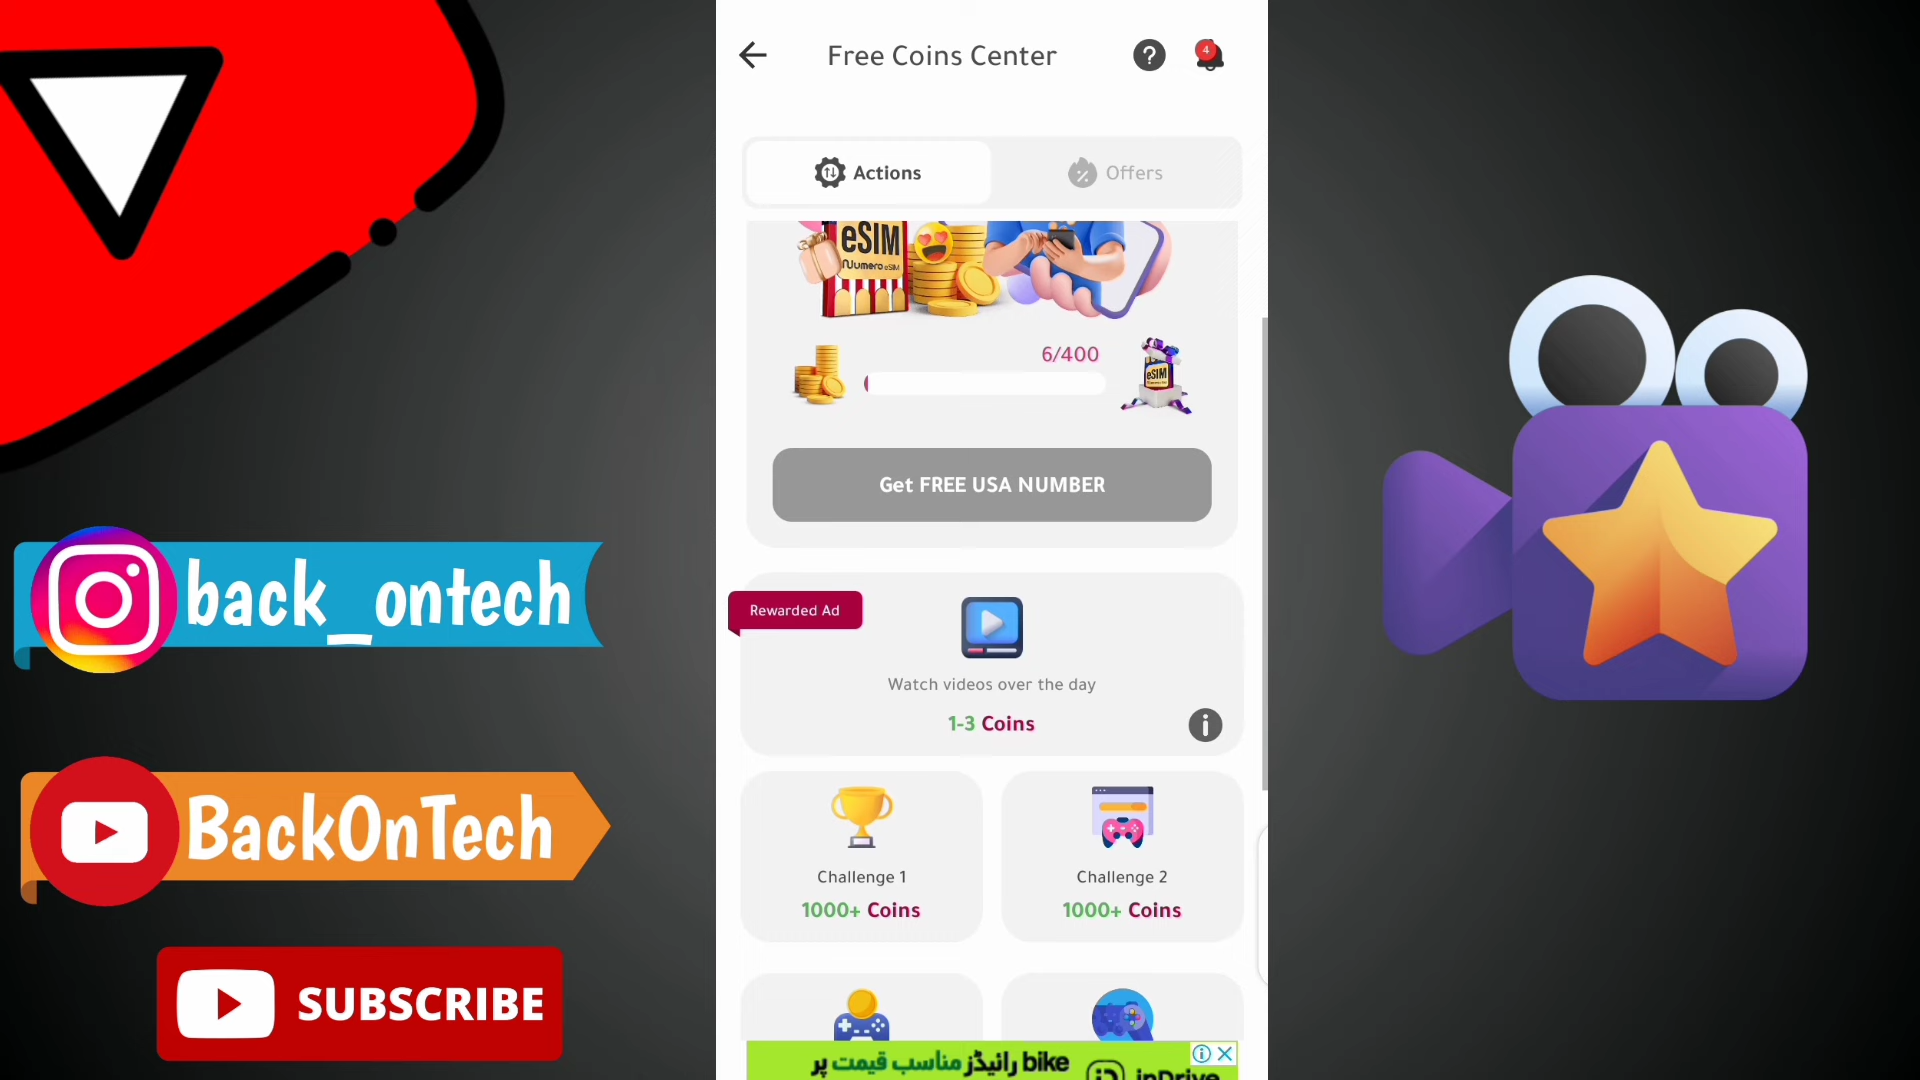 Free Coins Center
4
Actions
Offers
eSIM
Numero eSIM
6/400
eSIM
Get FREE USA NUMBER
Rewarded Ad
Watch videos over the day
1-3 Coins
Challenge 1
1000+ Coins
Challenge 2
1000+ Coins
bike رائیڈز مناسب قیمت پر
inDrive
back_ontech
BackOnTech
SUBSCRIBE